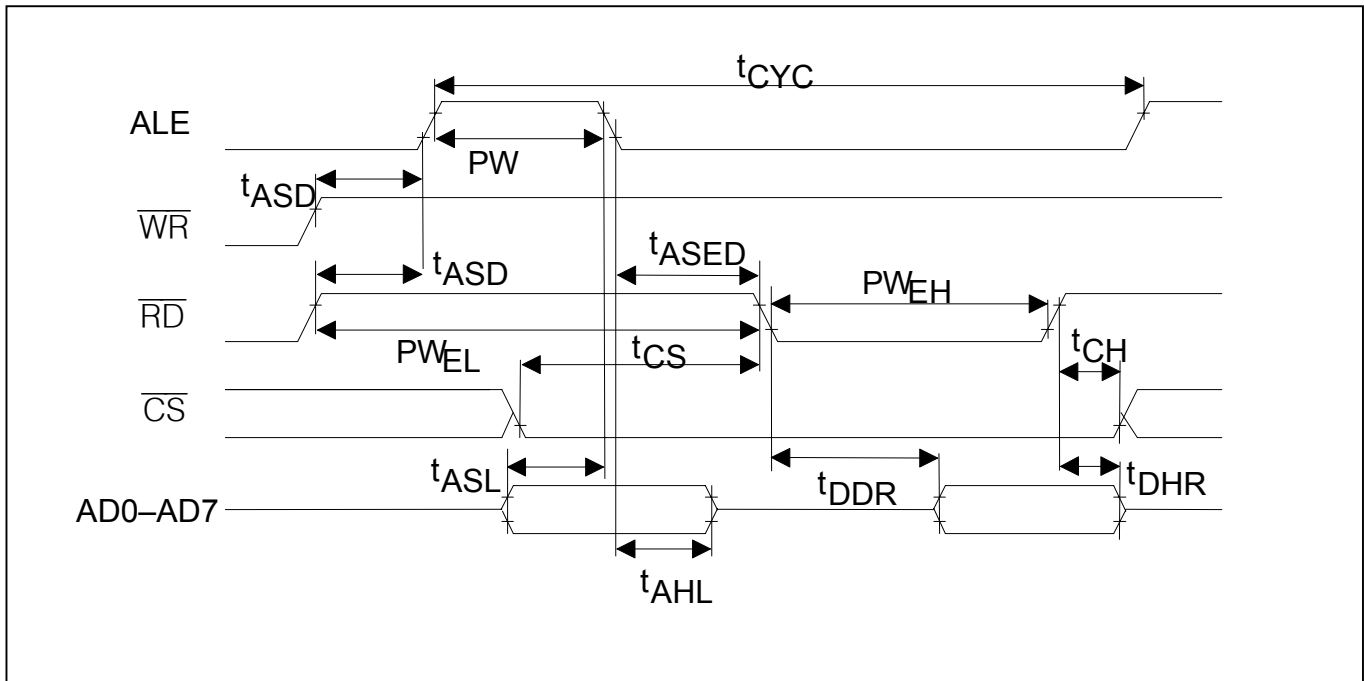 tCYC
ALE
PW
tASD
WR
tASED
tASD
PWEH
RD
PWEL
tCS
tCH
CS
tASL
tDDR
tDHR
AD0–AD7
tAHL